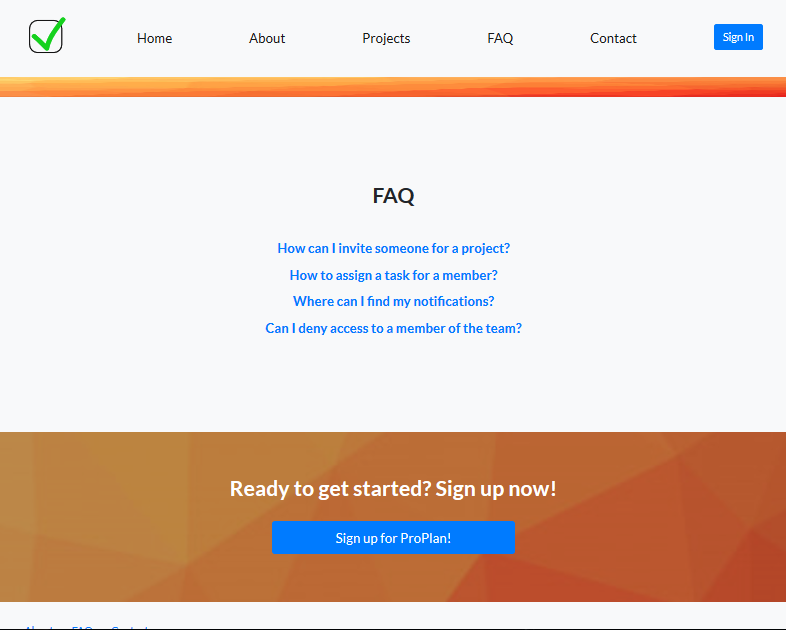 Home About Projects FAQ Contact Sign In
FAQ
How can I invite someone for a project?
How to assign a task for a member?
Where can I find my notifications?
Can I deny access to a member of the team?
Ready to get started? Sign up now!
Sign up for ProPlan!